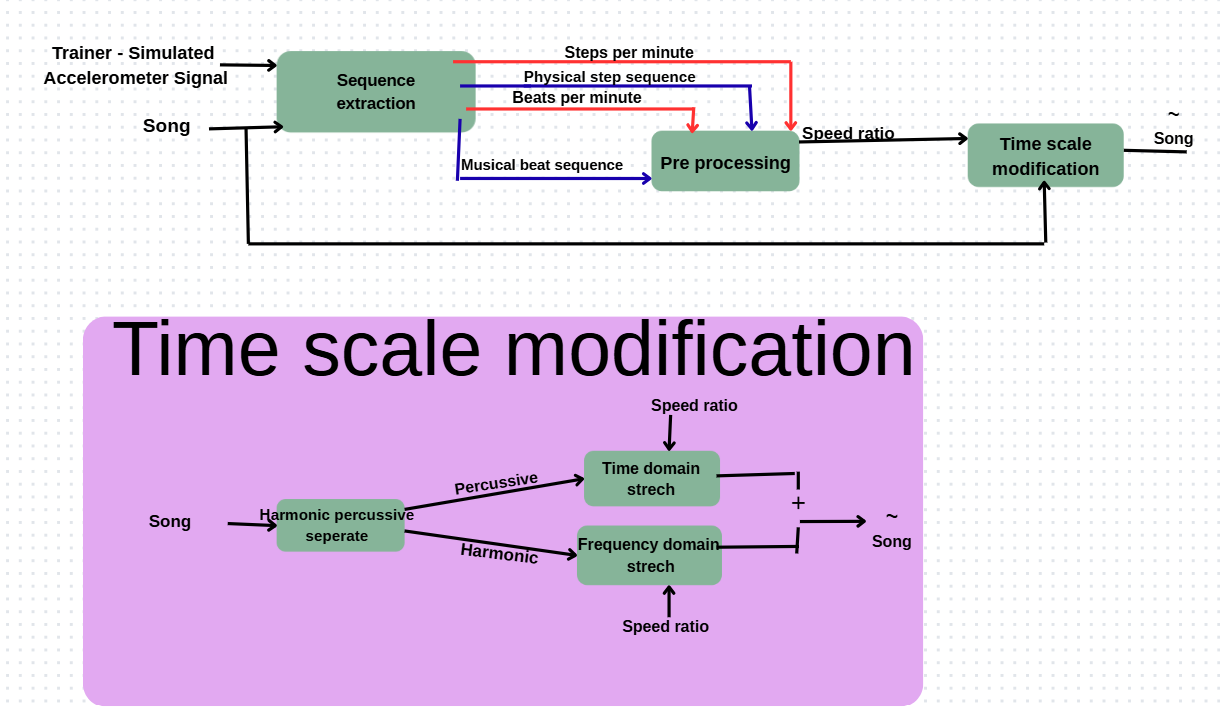 Trainer - Simulated
Accelerometer Signal
Song
Sequence
extraction
Steps per minute
Physical step sequence
Beats per minute
Musical beat sequence
Pre processing
Speed ratio
Time scale
modification
~
Song
Time scale modification
Speed ratio
Song
Harmonic percussive
seperate
Percussive
Harmonic
Time domain
strech
Frequency domain
strech
+
~
Song
Speed ratio